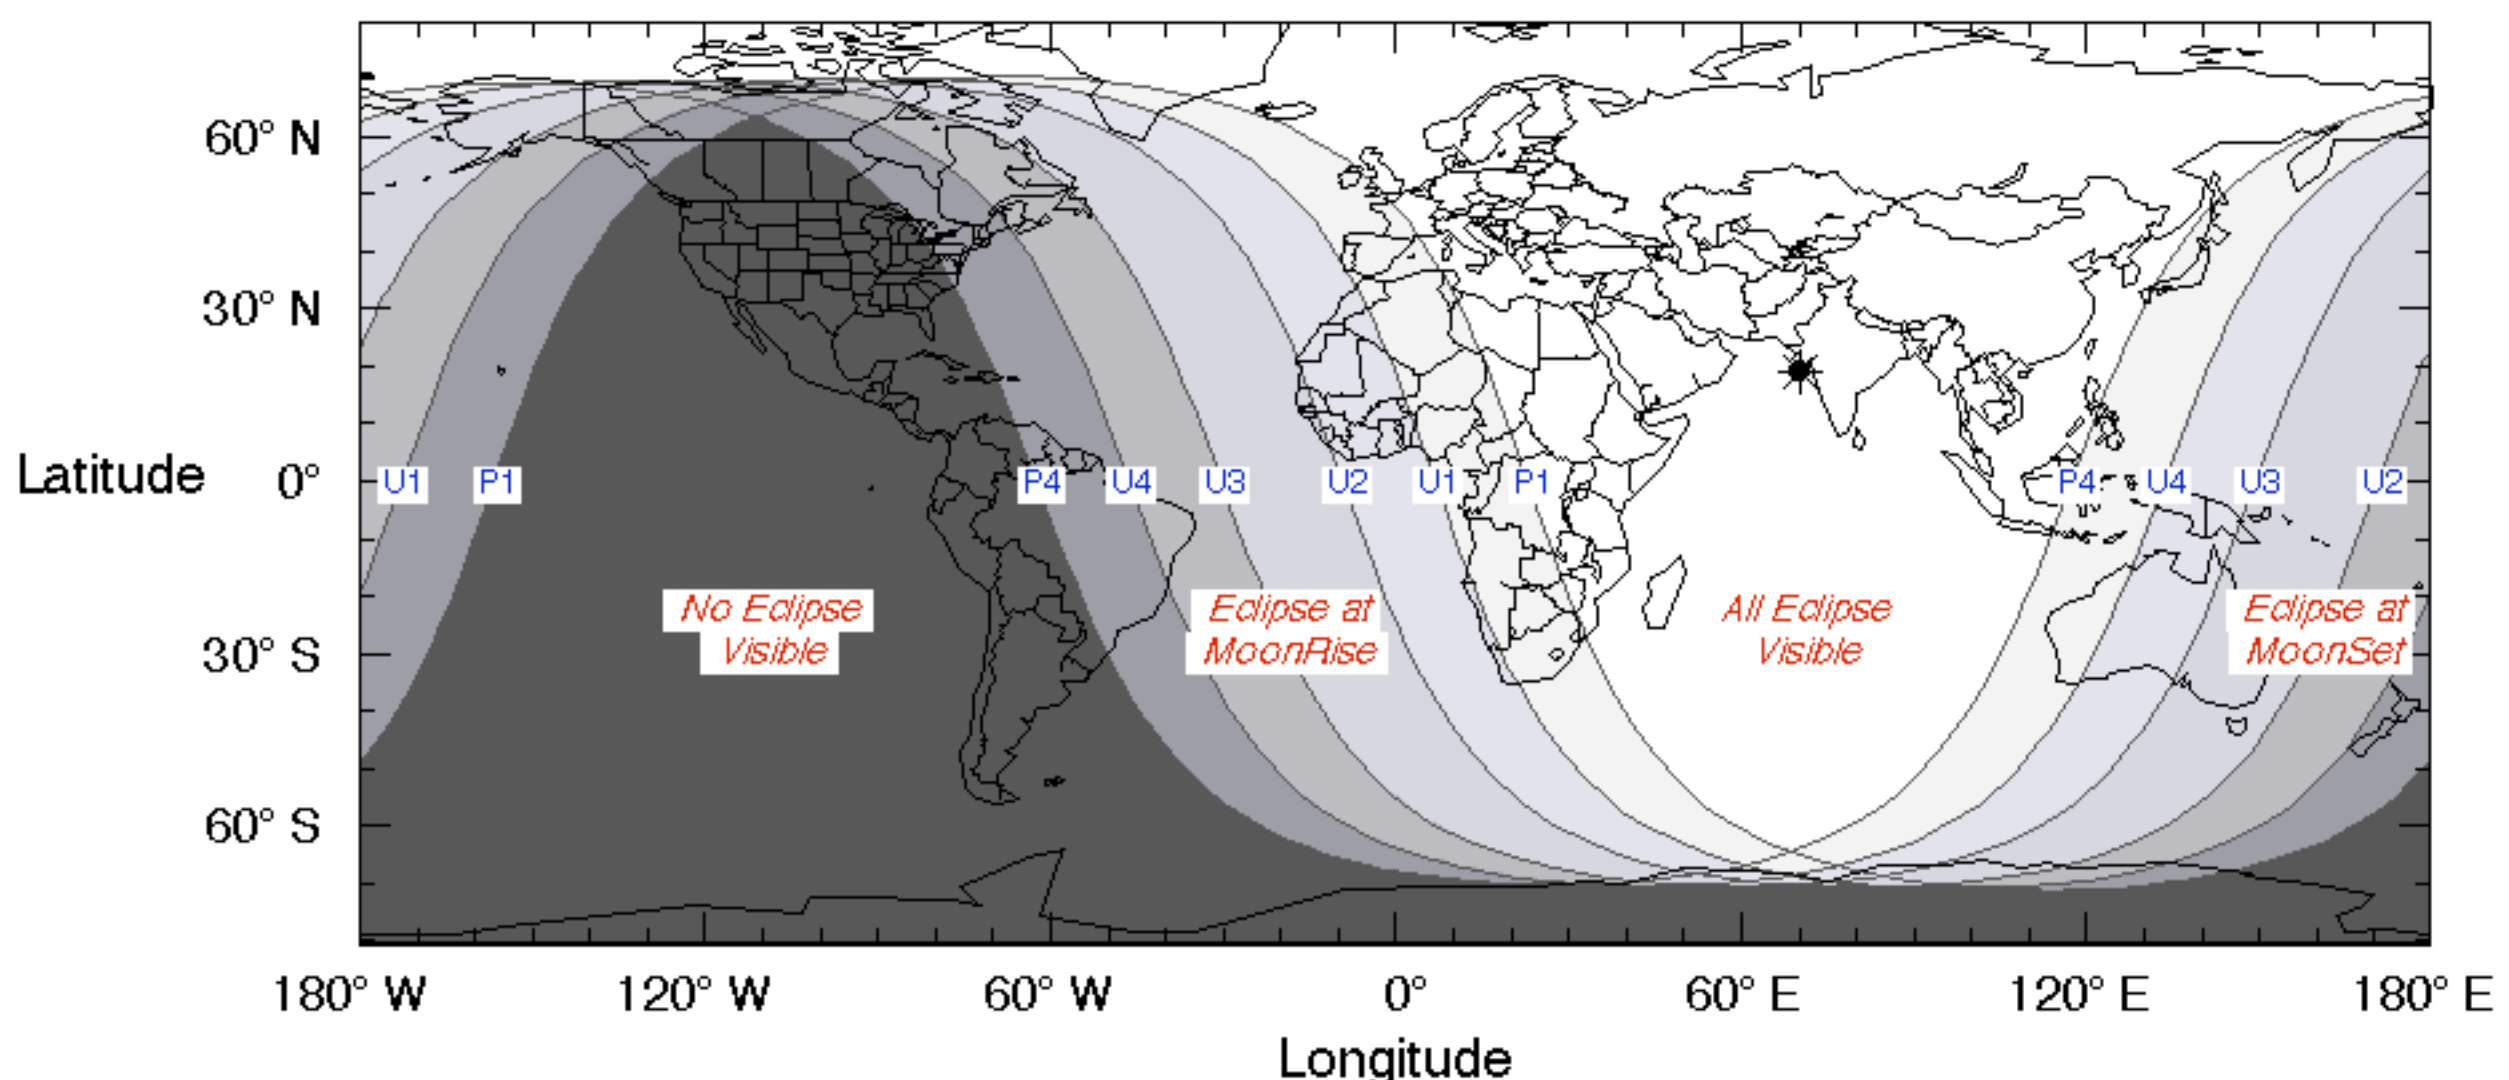 60° N
30° N
Latitude 0°
U1 P1 P4 U4 U3 U2 U1 P1 P4 U4 U3 U2
No Eclipse
Visible
Eclipse at
MoonRise
All Eclipse
Visible
Eclipse at
MoonSet
30° S
60° S
180° W 120° W 60° W 0° 60° E 120° E 180° E
Longitude